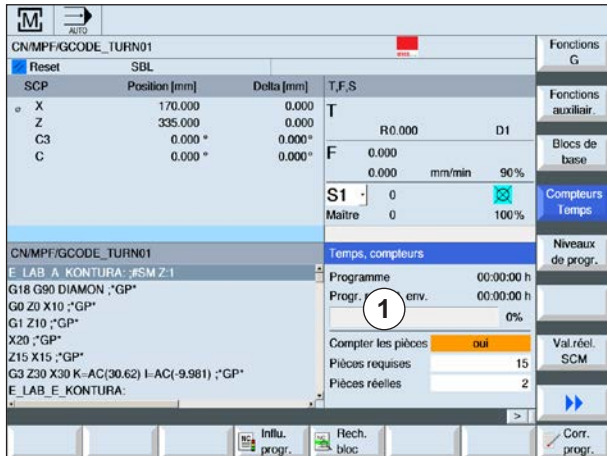 M AUTO
CN/MPF/GCODE_TURN01
Reset SBL
SCP Position [mm] Delta [mm] T,F,S
⌀ X 170.000 0.000
Z 335.000 0.000
C3 0.000 ° 0.000°
C 0.000 ° 0.000°
T
R0.000 D1
F 0.000
0.000 mm/min 90%
S1 0
Maître 0 100%
CN/MPF/GCODE_TURN01
E_LAB_A_KONTURA: ;#SM Z:1
G18 G90 DIAMON ;*GP*
G0 Z0 X10 ;*GP*
G1 Z10 ;*GP*
X20 ;*GP*
Z15 X15 ;*GP*
G3 Z30 X30 K=AC(30.62) I=AC(-9.981) ;*GP*
E_LAB_E_KONTURA:
Temps, compteurs
Programme 00:00:00 h
Progr. env. 00:00:00 h
1
0%
Compter les pièces oui
Pièces requises 15
Pièces réelles 2
>
Fonctions
G
Fonctions
auxiliair.
Blocs de
base
Compteurs
Temps
Niveaux
de progr.
Val.réel.
SCM
NC Influ.
progr.
NC Rech.
bloc
Corr.
progr.